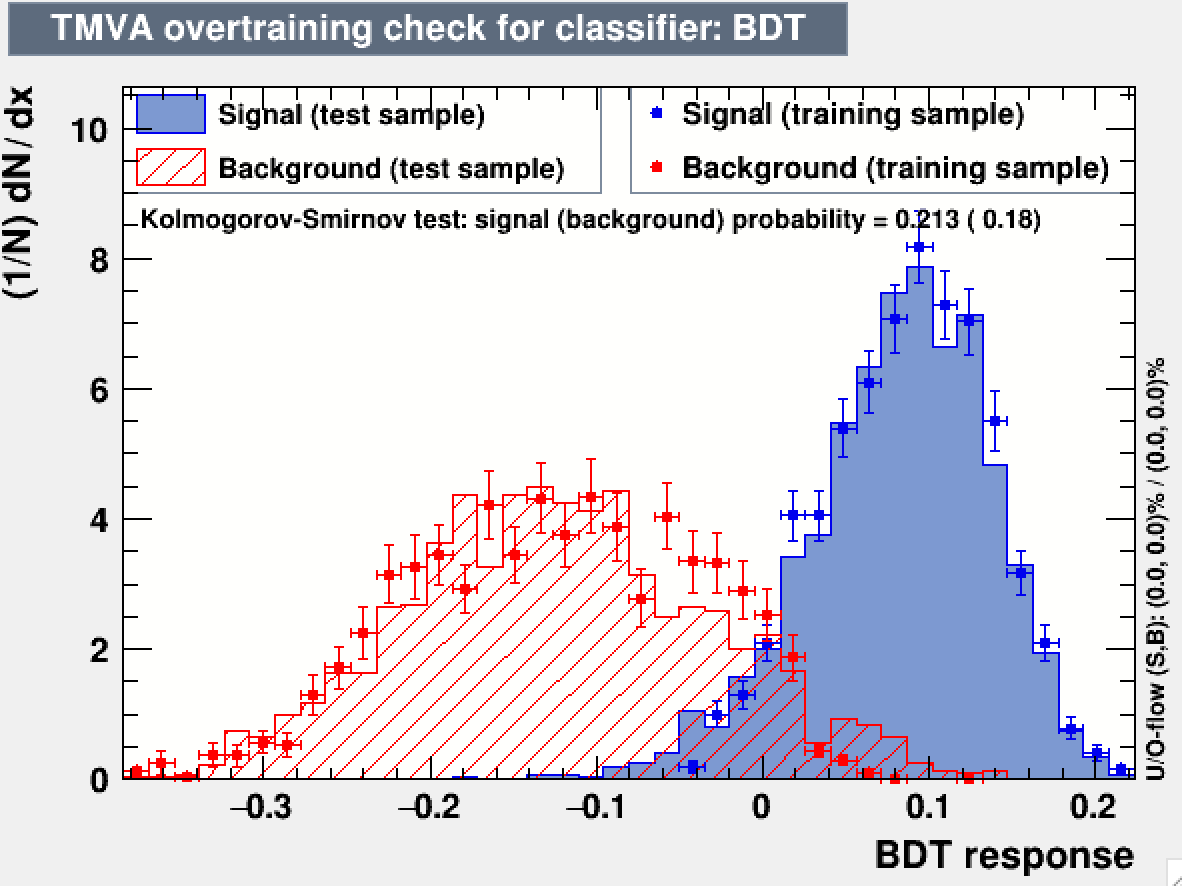 TMVA overtraining check for classifier: BDT
Signal (test sample)
Background (test sample)
Signal (training sample)
Background (training sample)
Kolmogorov-Smirnov test: signal (background) probability = 0.213 ( 0.18)
(1/N) dN/ dx
10
8
6
4
2
0
−0.3
−0.2
−0.1
0
0.1
0.2
BDT response
U/O-flow (S,B): (0.0, 0.0)% / (0.0, 0.0)%